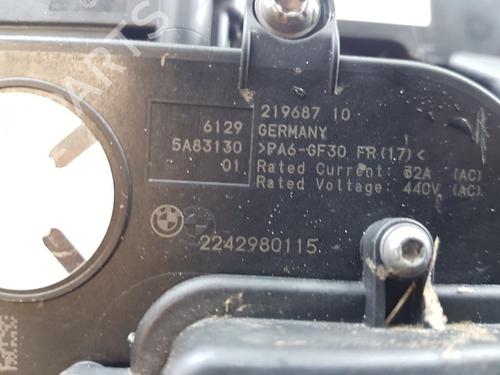 219687 10
6129 GERMANY
5A83130 >PA6-GF30 FR(17)<
01 Rated Current: 32A (AC)
Rated Voltage: 440V (AC)
2242980115
PARTS